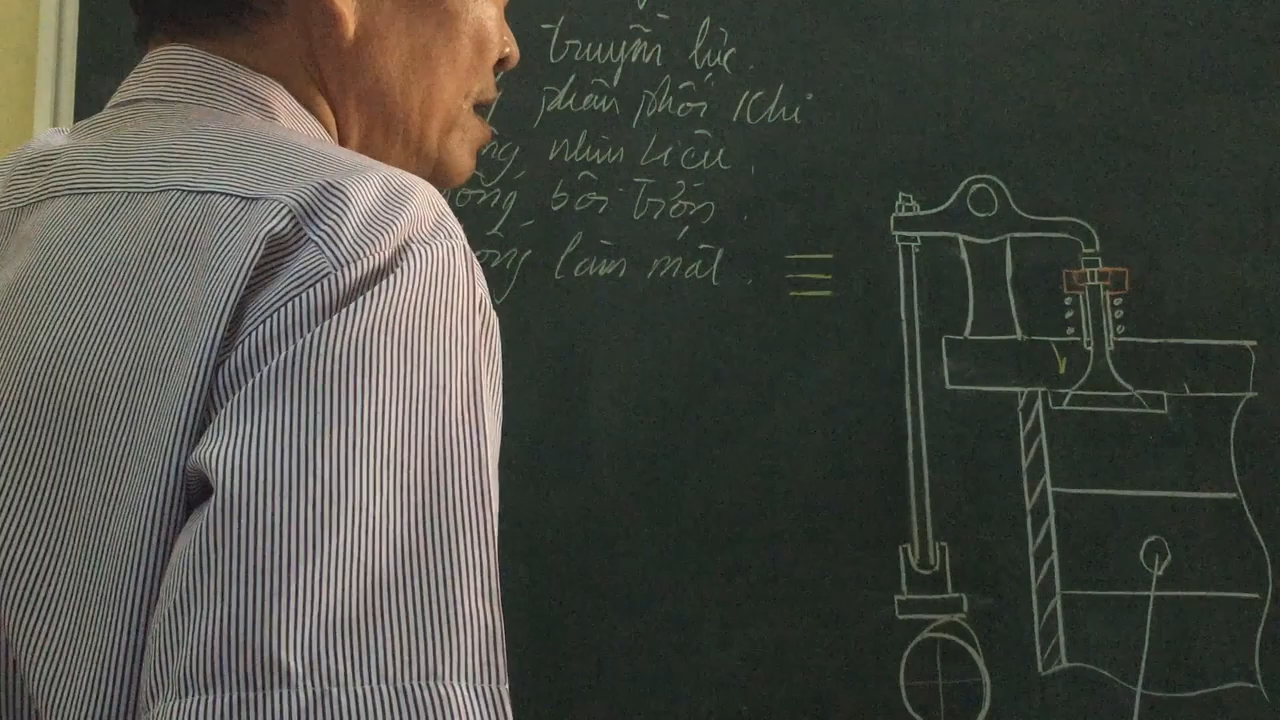 truyền lực.
phân phối khí
nhiên liệu.
bôi trơn.
làm mát.